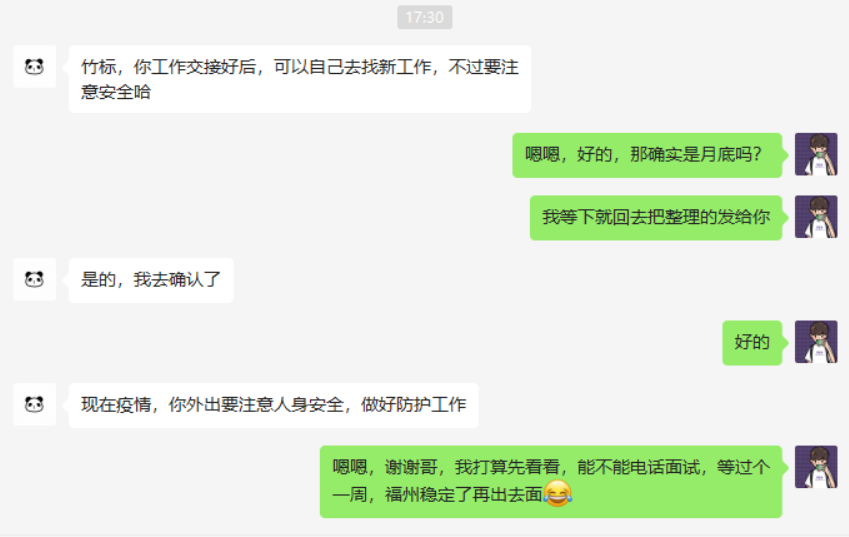 17:30
竹标，你工作交接好后，可以自己去找新工作，不过要注
意安全哈
嗯嗯，好的，那确实是月底吗？
我等下就回去把整理的发给你
是的，我去确认了
好的
现在疫情，你外出要注意人身安全，做好防护工作
嗯嗯，谢谢哥，我打算先看看，能不能电话面试，等过个
一周，福州稳定了再出去面😂